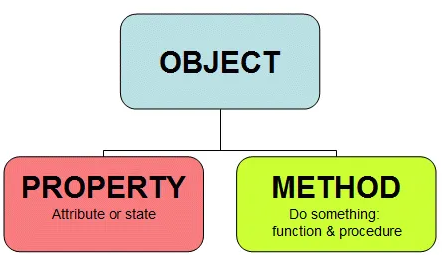 OBJECT
PROPERTY
Attribute or state
METHOD
Do something:
function & procedure